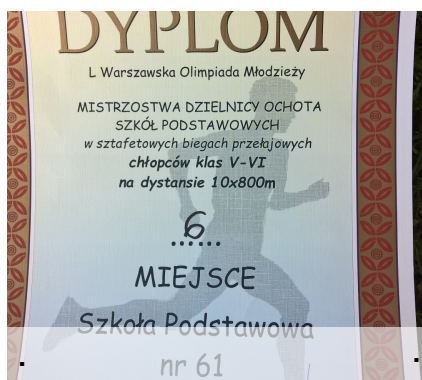 DYPLOM
L Warszawska Olimpiada Młodzieży
MISTRZOSTWA DZIELNICY OCHOTA
SZKÓŁ PODSTAWOWYCH
w sztafetowych biegach przełajowych
chłopców klas V-VI
na dystansie 10x800m
6
......
MIEJSCE
Szkoła Podstawowa
nr 61